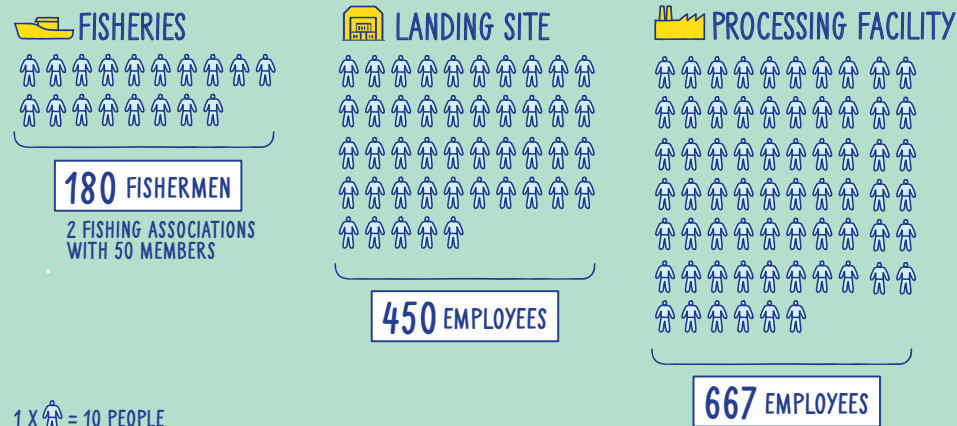 FISHERIES
180 FISHERMEN
2 FISHING ASSOCIATIONS
WITH 50 MEMBERS
LANDING SITE
450 EMPLOYEES
PROCESSING FACILITY
667 EMPLOYEES
1 X = 10 PEOPLE